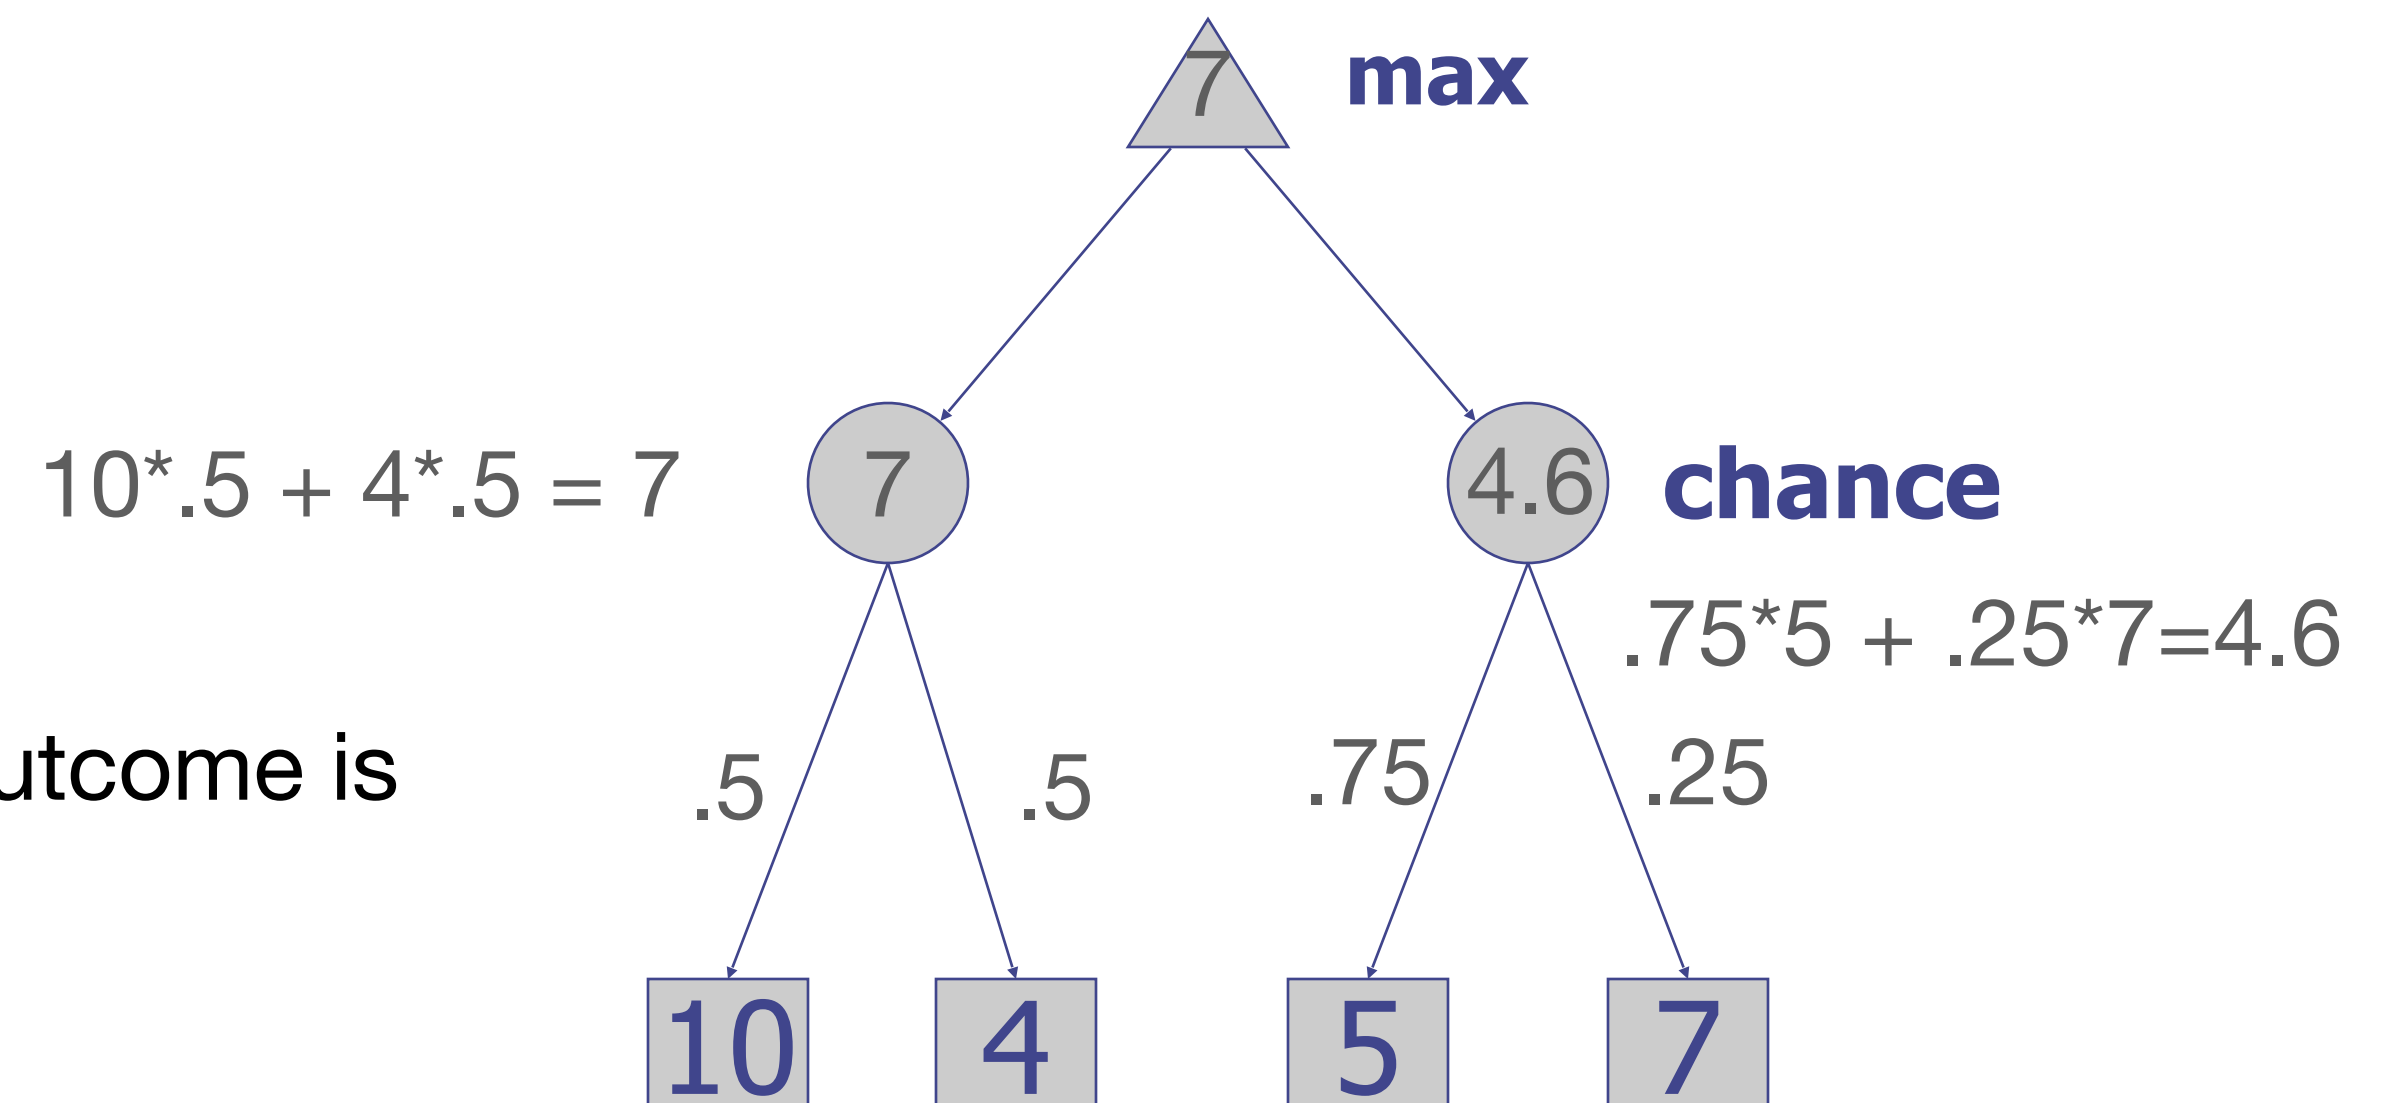 7 max
10*.5 + 4*.5 = 7 7 4.6 chance
.75*5 + .25*7=4.6
utcome is .5 .5 .75 .25
10 4 5 7